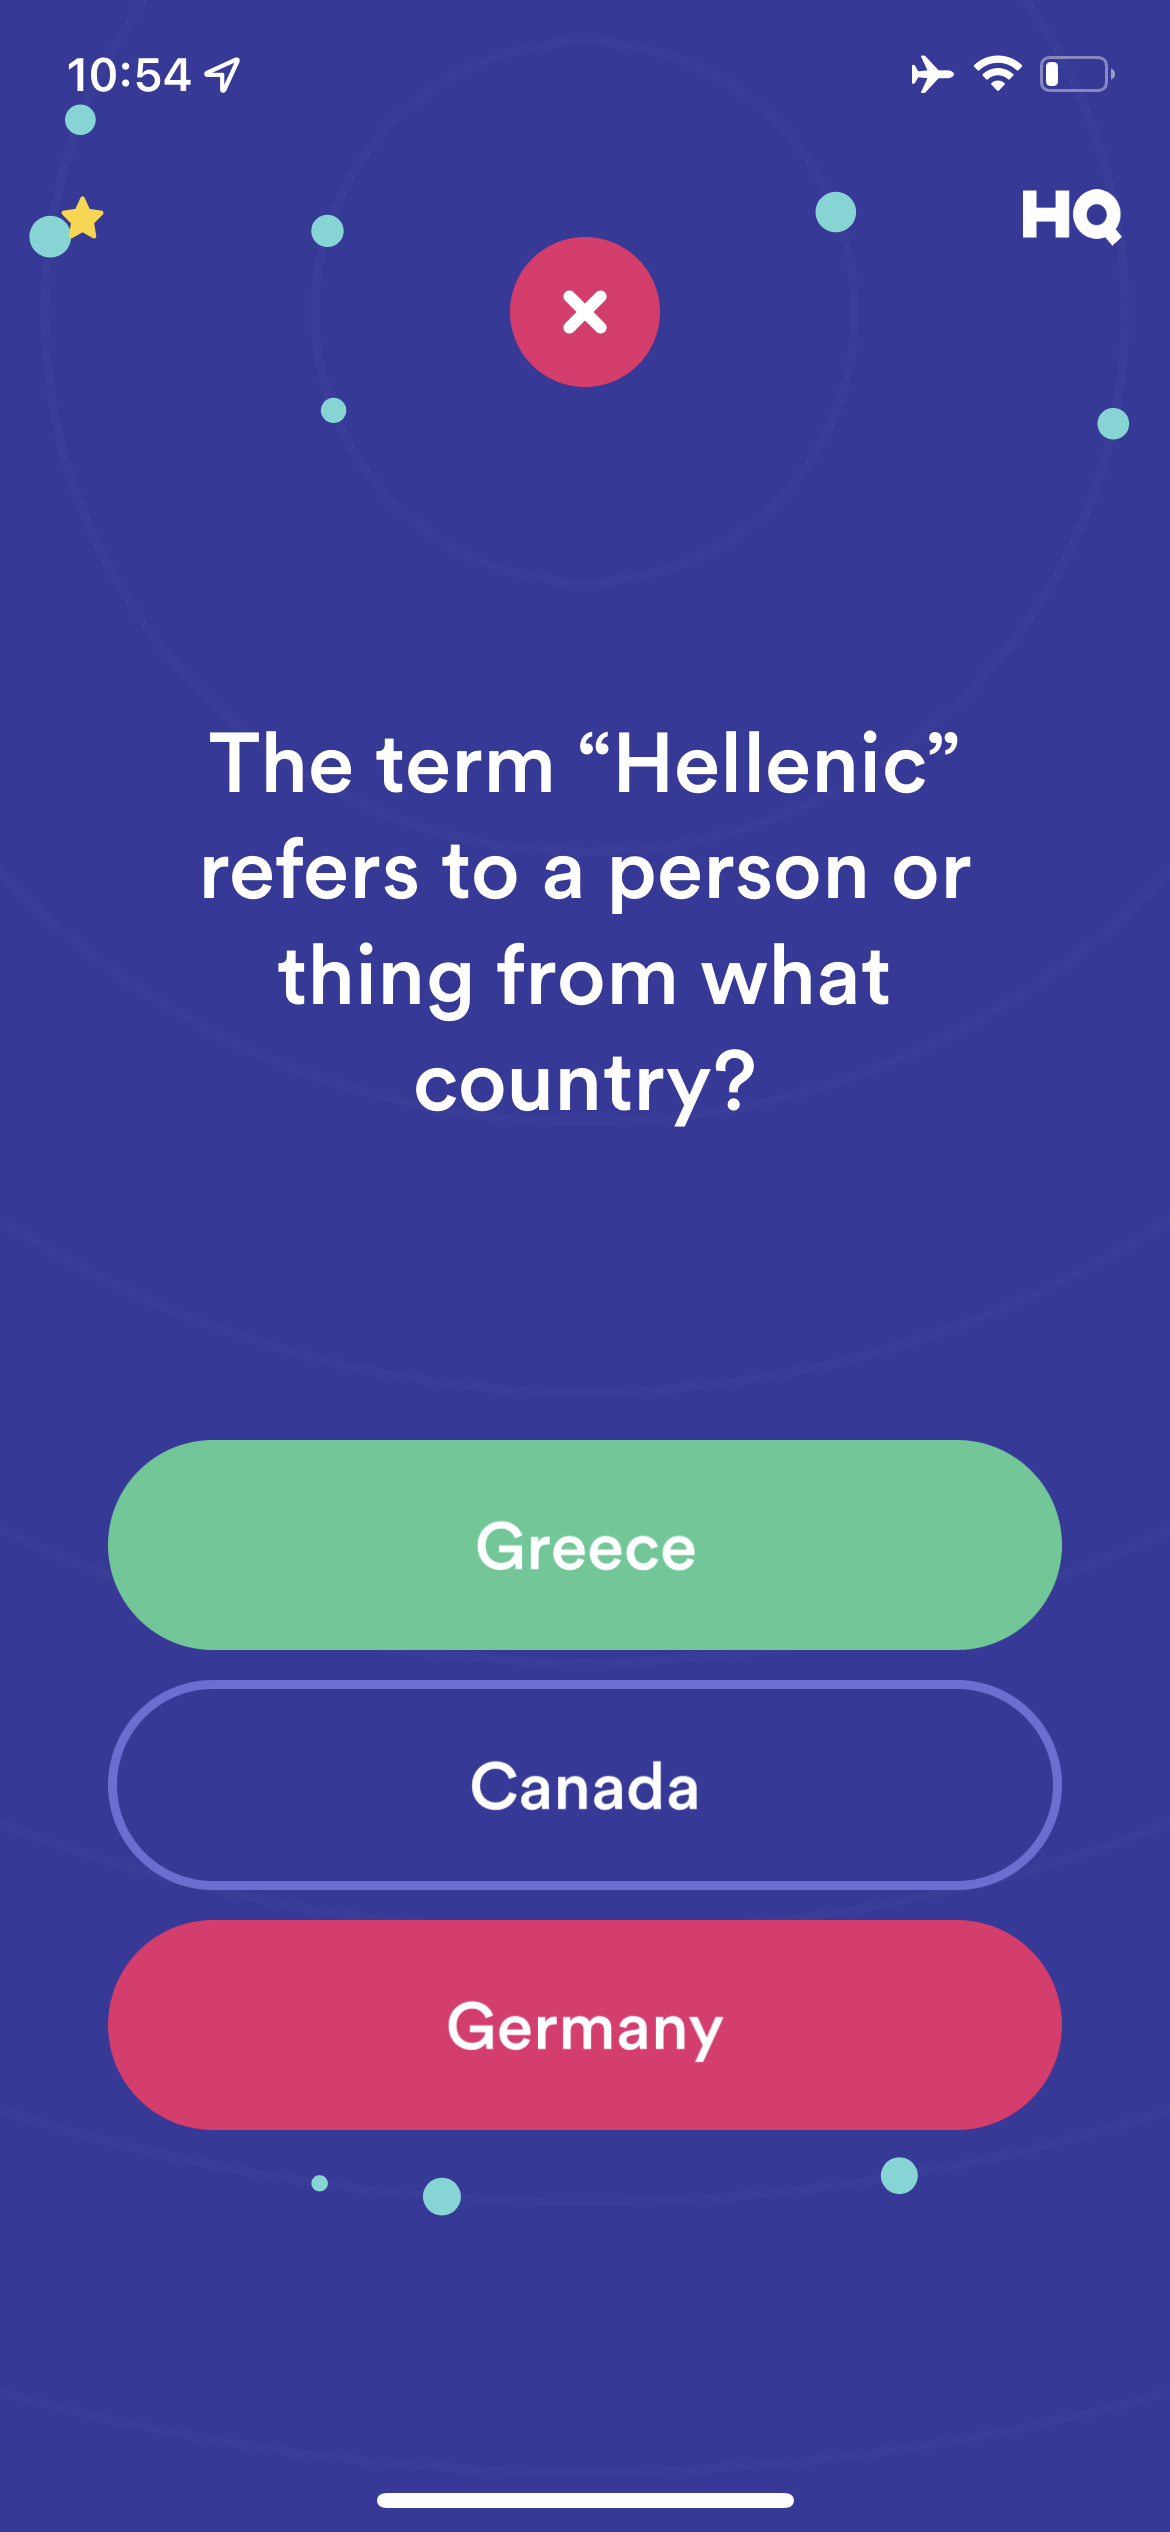 10:54
HQ
The term “Hellenic”
refers to a person or
thing from what
country?
Greece
Canada
Germany